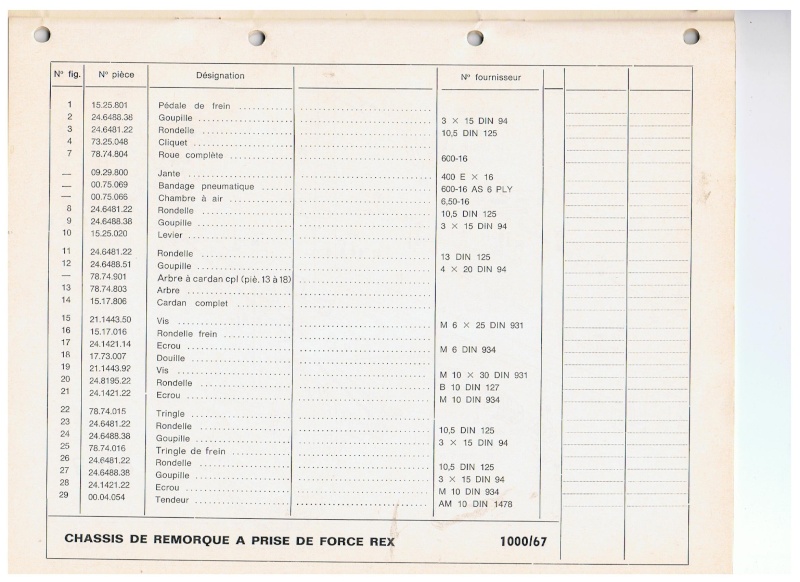 N° fig. N° pièce Désignation N° fournisseur
1 15.25.801 Pédale de frein
2 24.6488.38 Goupille 3 × 15 DIN 94
3 24.6481.22 Rondelle 10,5 DIN 125
4 73.25.048 Cliquet
7 78.74.804 Roue complète 600-16
— 09.29.800 Jante 400 E × 16
— 00.75.069 Bandage pneumatique 600-16 AS 6 PLY
— 00.75.065 Chambre à air 6,50-16
8 24.6481.22 Rondelle 10,5 DIN 125
9 24.6488.38 Goupille 3 × 15 DIN 94
10 15.25.020 Levier
11 24.6481.22 Rondelle 13 DIN 125
12 24.6488.51 Goupille 4 × 20 DIN 94
— 78.74.901 Arbre à cardan cpl (piè. 13 à 18)
13 78.74.803 Arbre
14 15.17.806 Cardan complet
15 21.1443.50 Vis M 6 × 25 DIN 931
16 15.17.016 Rondelle frein
17 24.1421.14 Ecrou M 6 DIN 934
18 17.73.007 Douille
19 21.1443.92 Vis M 10 × 30 DIN 931
20 24.8195.22 Rondelle B 10 DIN 127
21 24.1421.22 Ecrou M 10 DIN 934
22 78.74.015 Tringle
23 24.6481.22 Rondelle 10,5 DIN 125
24 24.6488.38 Goupille 3 × 15 DIN 94
25 78.74.016 Tringle de frein
26 24.6481.22 Rondelle 10,5 DIN 125
27 24.6488.38 Goupille 3 × 15 DIN 94
28 24.1421.22 Ecrou M 10 DIN 934
29 00.04.054 Tendeur AM 10 DIN 1478
CHASSIS DE REMORQUE A PRISE DE FORCE REX 1000/67